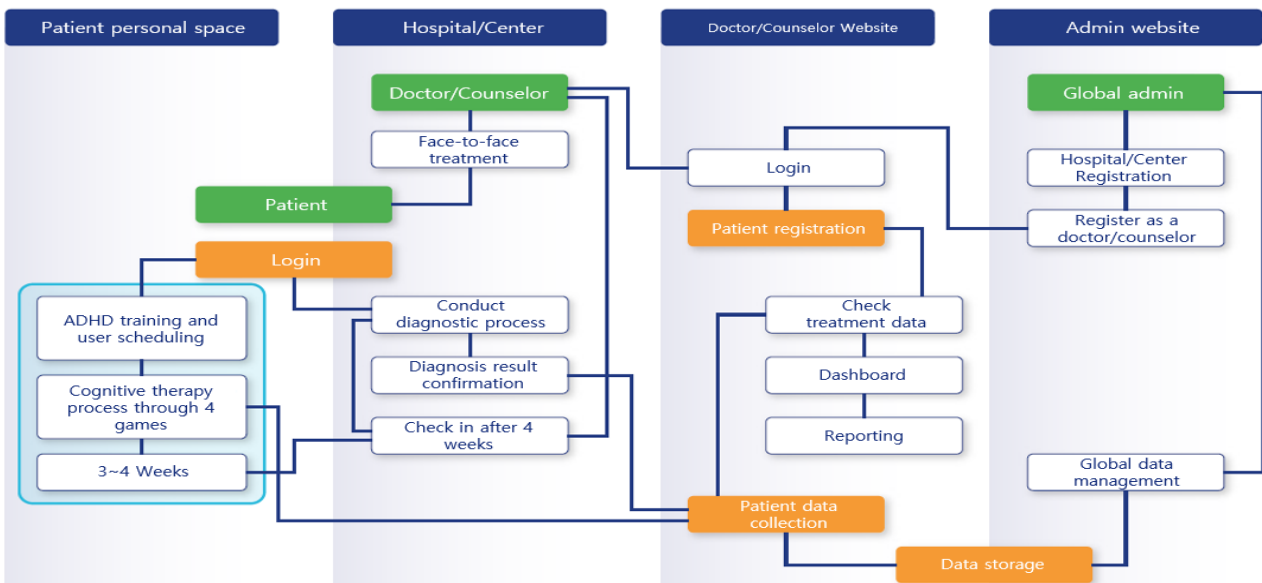 Patient personal space
Hospital/Center
Doctor/Counselor Website
Admin website
Doctor/Counselor
Global admin
Face-to-face
treatment
Login
Hospital/Center
Registration
Patient
Patient registration
Register as a
doctor/counselor
Login
ADHD training and
user scheduling
Conduct
diagnostic process
Check
treatment data
Diagnosis result
confirmation
Dashboard
Cognitive therapy
process through 4
games
Check in after 4
weeks
Reporting
3~4 Weeks
Global data
management
Patient data
collection
Data storage